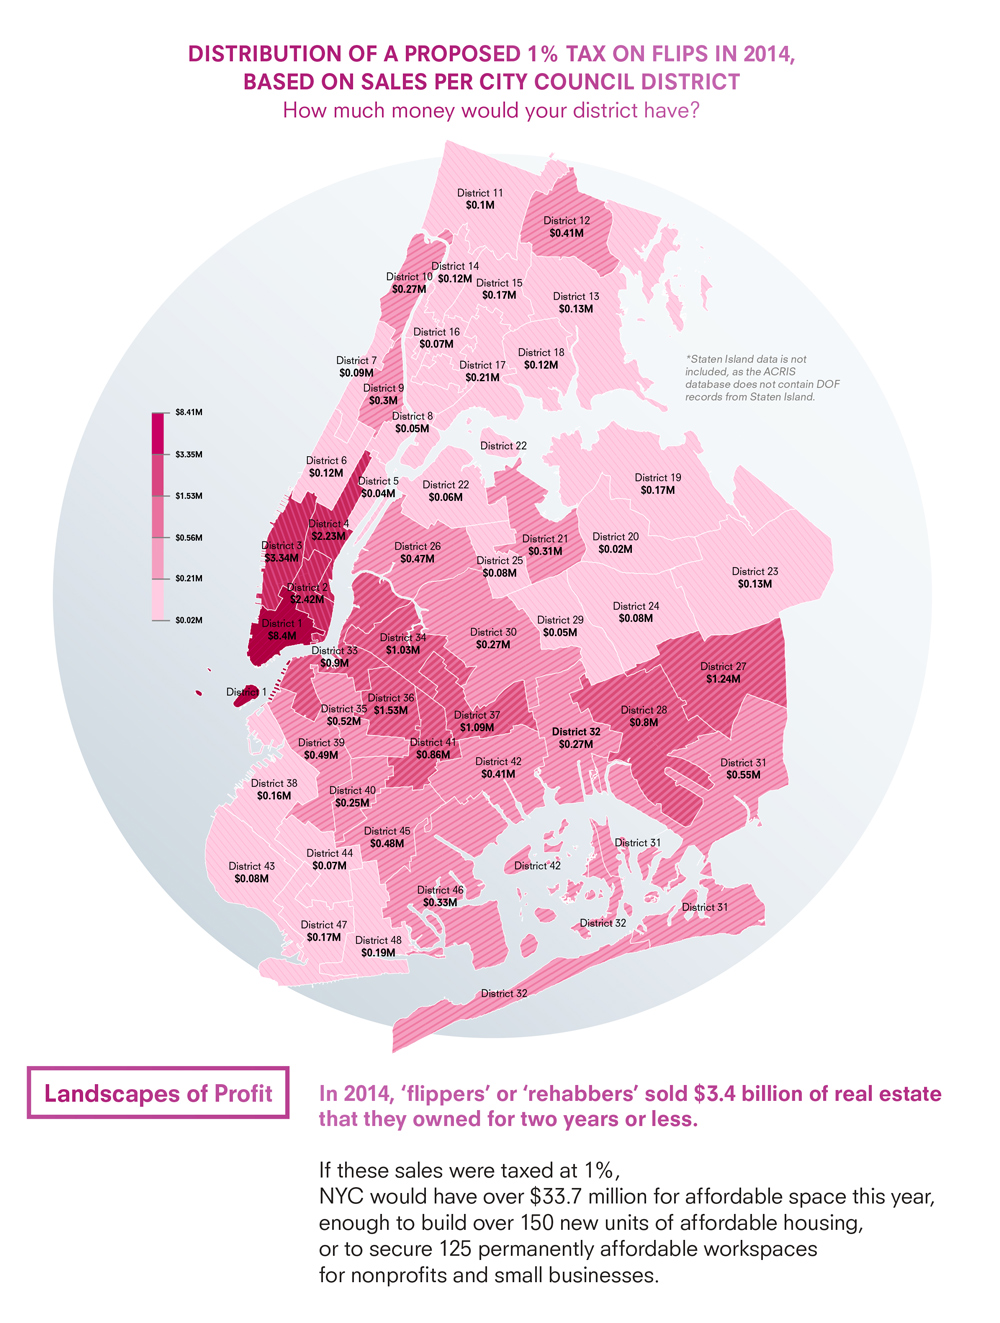 DISTRIBUTION OF A PROPOSED 1% TAX ON FLIPS IN 2014,
BASED ON SALES PER CITY COUNCIL DISTRICT
How much money would your district have?
District 11
$0.1M
District 12
$0.41M
District 14
$0.12M
District 10
$0.27M
District 15
$0.17M
District 13
$0.13M
District 16
$0.07M
District 18
$0.12M
District 7
$0.09M
District 17
$0.21M
*Staten Island data is not
included, as the ACRIS
database does not contain DOF
records from Staten Island.
District 9
$0.3M
District 8
$0.05M
$8.41M
$3.35M
$1.53M
$0.56M
$0.21M
$0.02M
District 22
District 6
$0.12M
District 5
$0.04M
District 22
$0.06M
District 19
$0.17M
District 4
$2.23M
District 3
$3.34M
District 26
$0.47M
District 21
$0.31M
District 20
$0.02M
District 25
$0.08M
District 23
$0.13M
District 2
$2.42M
District 24
$0.08M
District 1
$8.4M
District 29
$0.05M
District 34
$1.03M
District 30
$0.27M
District 33
$0.9M
District 27
$1.24M
District 1
District 36
$1.53M
District 35
$0.52M
District 37
$1.09M
District 28
$0.8M
District 32
$0.27M
District 39
$0.49M
District 41
$0.86M
District 42
$0.41M
District 31
$0.55M
District 38
$0.16M
District 40
$0.25M
District 45
$0.48M
District 31
District 44
$0.07M
District 43
$0.08M
District 42
District 46
$0.33M
District 31
District 32
District 47
$0.17M
District 48
$0.19M
District 32
Landscapes of Profit
In 2014, ‘flippers’ or ‘rehabbers’ sold $3.4 billion of real estate
that they owned for two years or less.
If these sales were taxed at 1%,
NYC would have over $33.7 million for affordable space this year,
enough to build over 150 new units of affordable housing,
or to secure 125 permanently affordable workspaces
for nonprofits and small businesses.